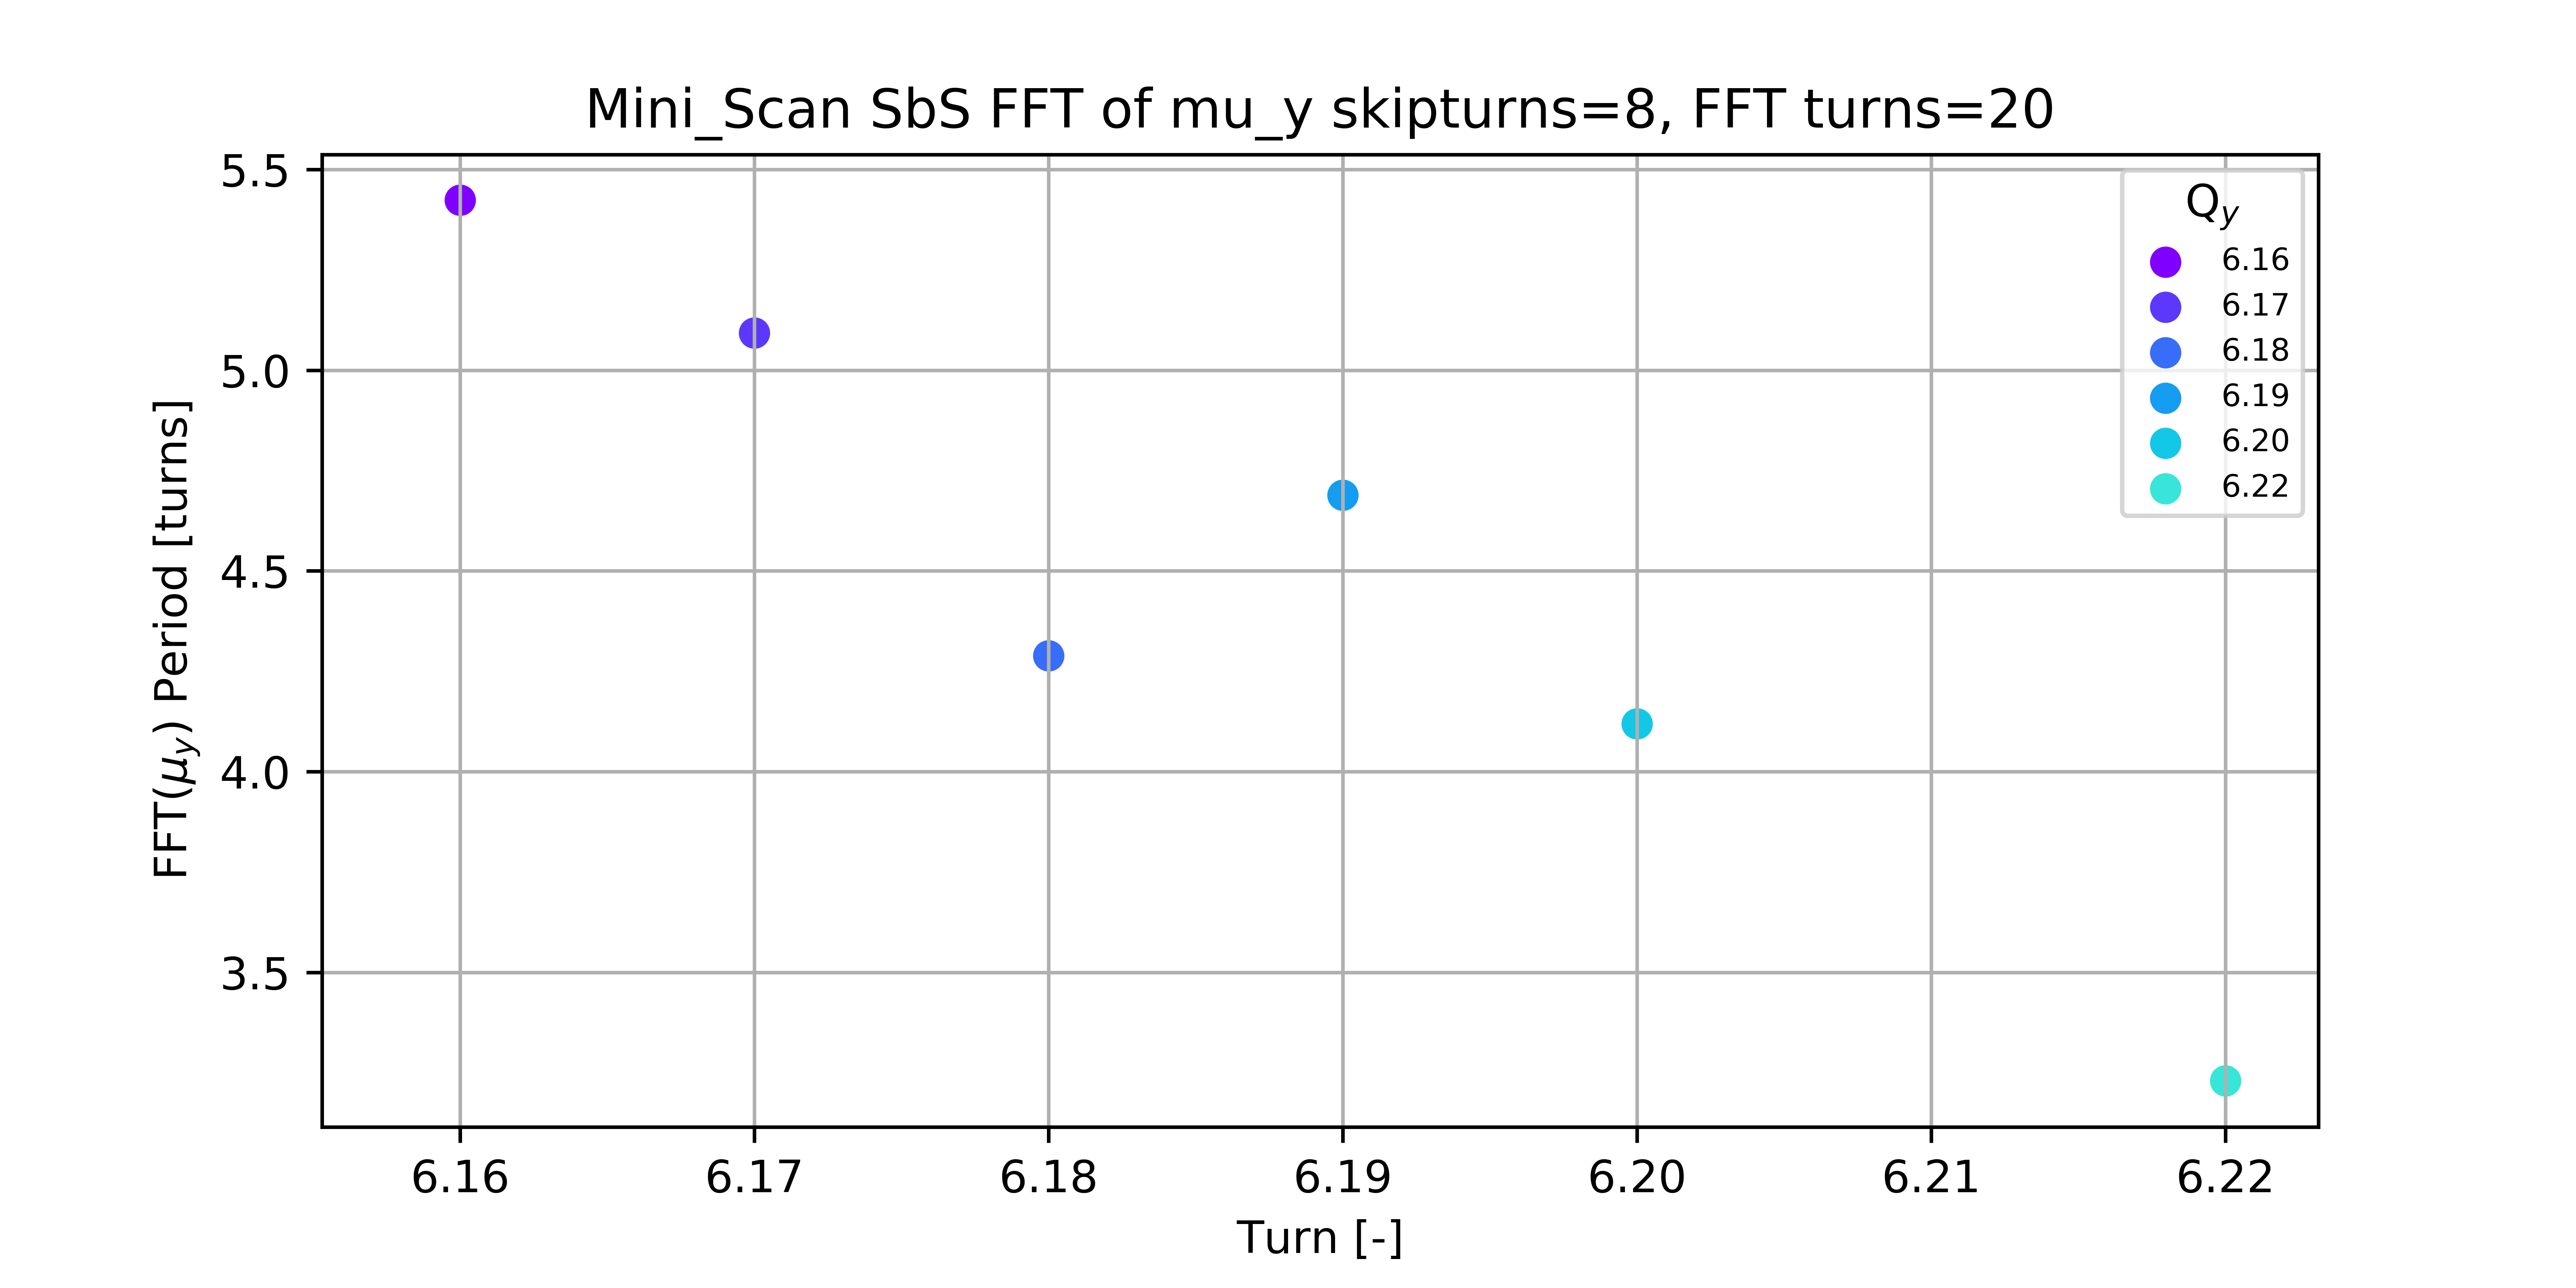 Mini_Scan SbS FFT of mu_y skipturns=8, FFT turns=20
FFT(μy) Period [turns]
5.5
5.0
4.5
4.0
3.5
Qy
6.16
6.17
6.18
6.19
6.20
6.22
6.16 6.17 6.18 6.19 6.20 6.21 6.22
Turn [-]